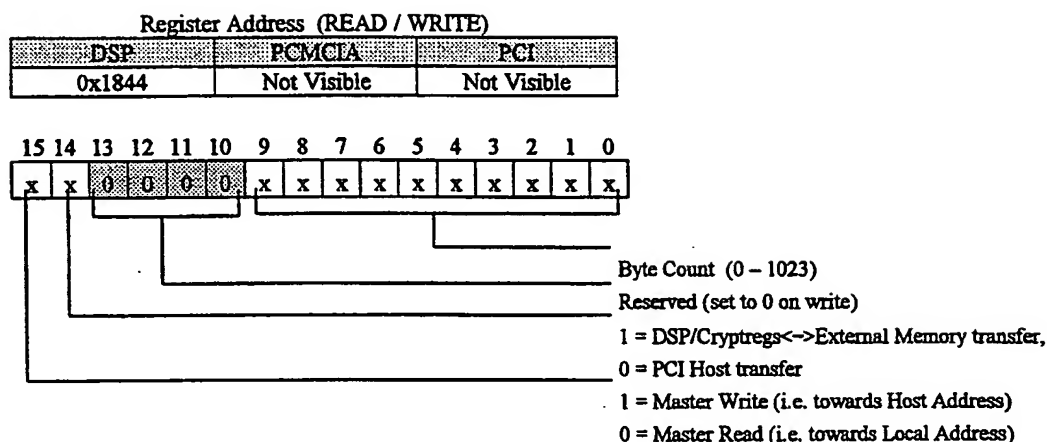 Register Address (READ / WRITE)
DSP PCMCIA PCI
0x1844 Not Visible Not Visible
15 14 13 12 11 10 9 8 7 6 5 4 3 2 1 0
x x 0 0 0 0 x x x x x x x x x x
Byte Count (0 – 1023)
Reserved (set to 0 on write)
1 = DSP/Cryptregs<->External Memory transfer,
0 = PCI Host transfer
1 = Master Write (i.e. towards Host Address)
0 = Master Read (i.e. towards Local Address)